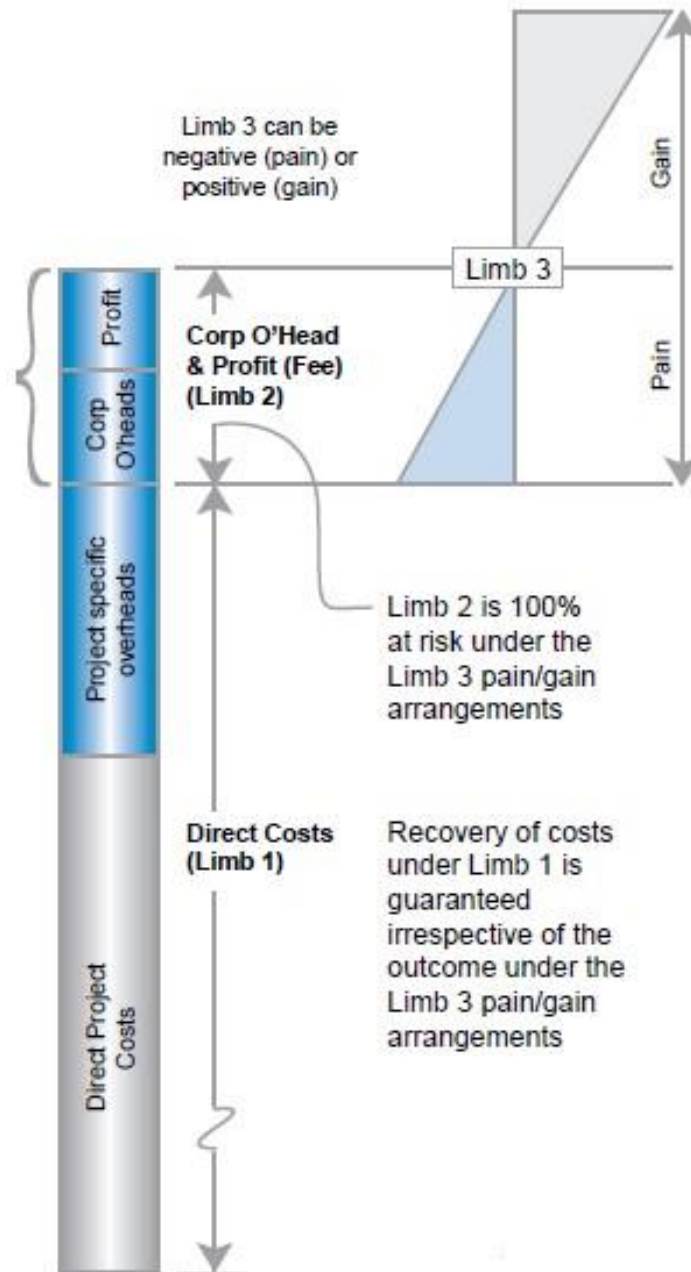 Limb 3 can be
negative (pain) or
positive (gain)
Gain
Limb 3
Pain
Profit
Corp
O'heads
Corp O'Head
& Profit (Fee)
(Limb 2)
Project specific
overheads
Limb 2 is 100%
at risk under the
Limb 3 pain/gain
arrangements
Direct Costs
(Limb 1)
Recovery of costs
under Limb 1 is
guaranteed
irrespective of the
outcome under the
Limb 3 pain/gain
arrangements
Direct Project
Costs